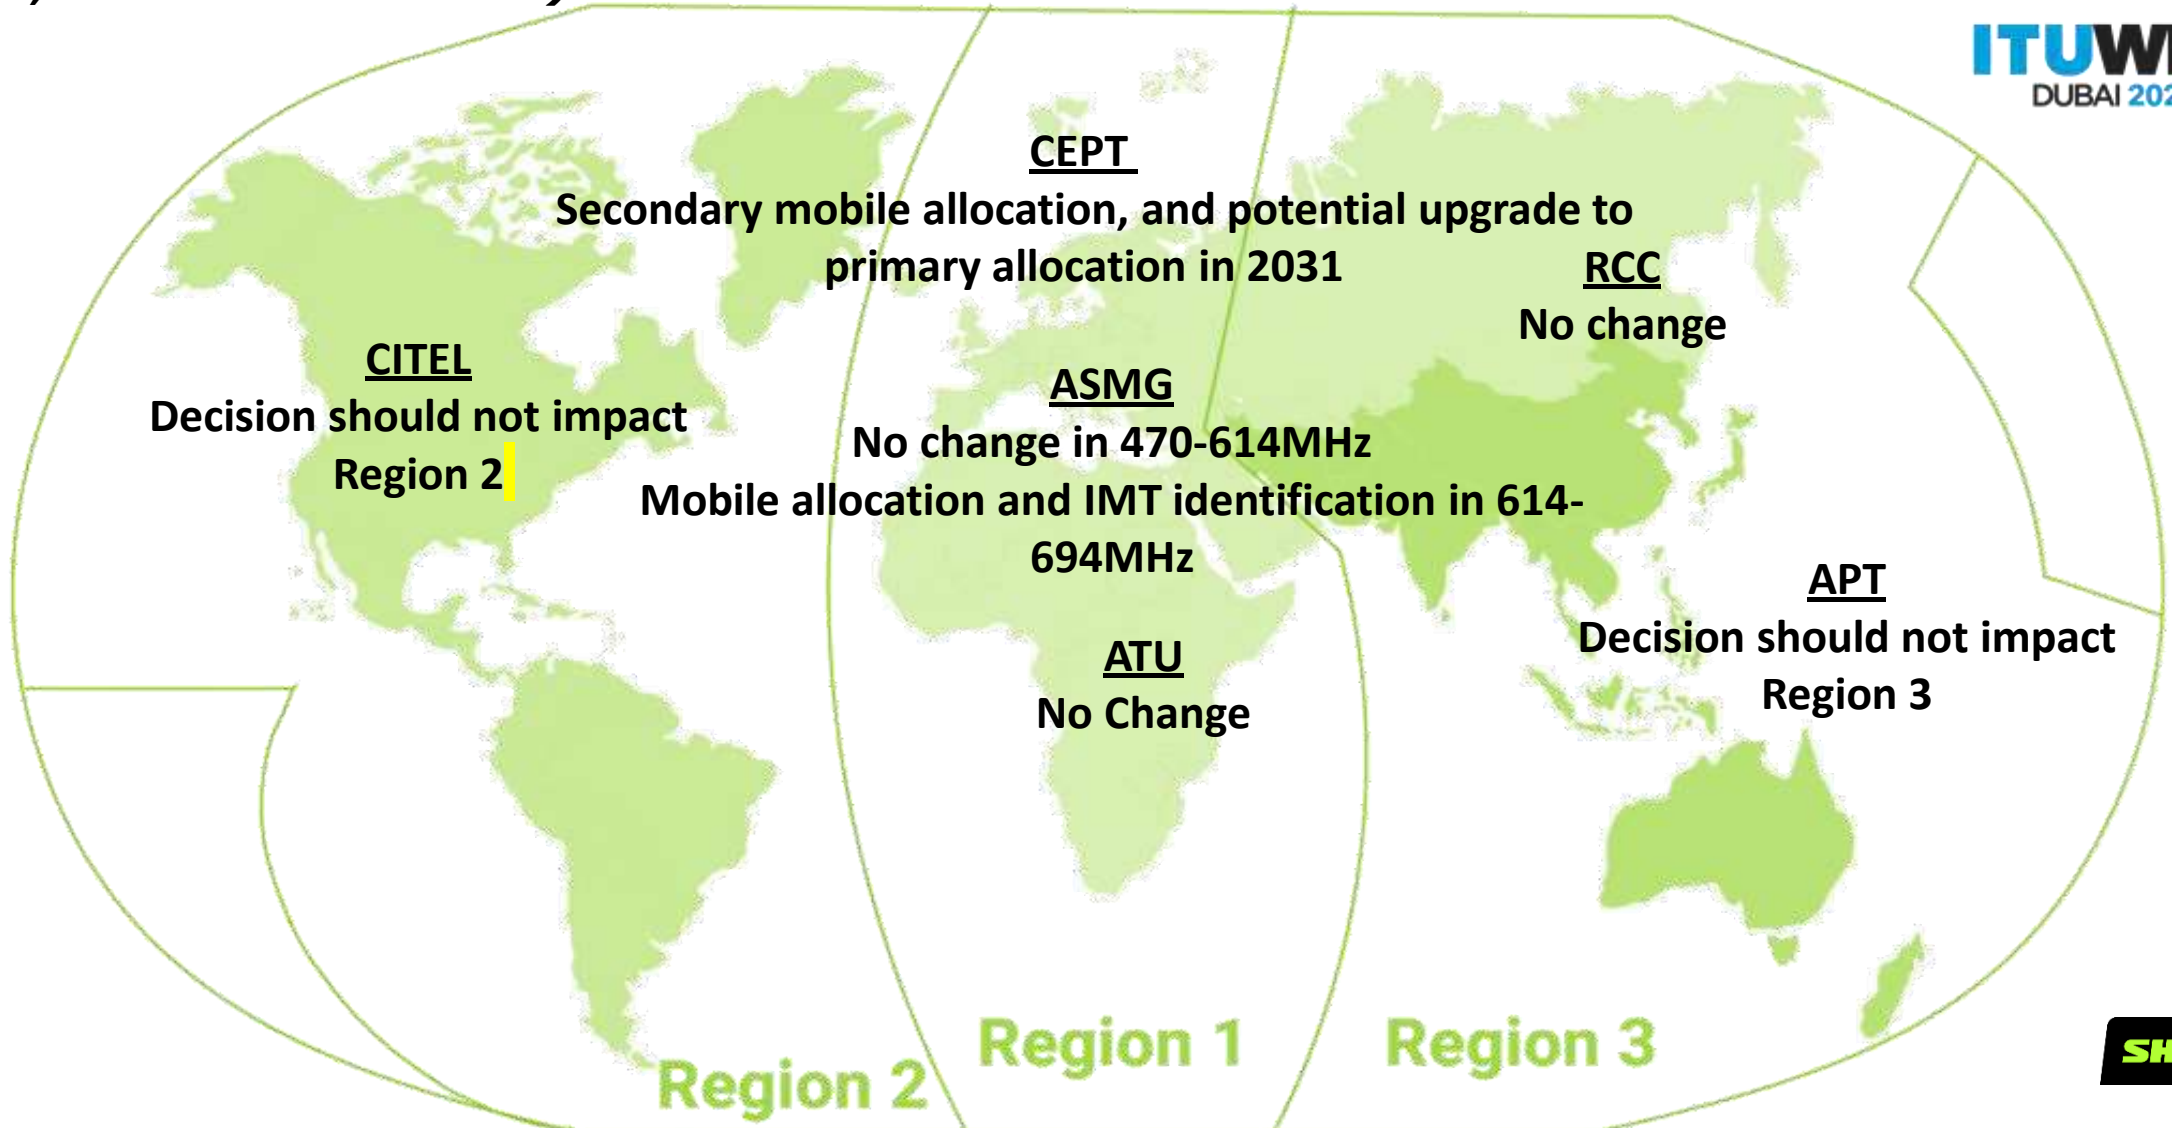 ITUW
DUBAI 202
CEPT
Secondary mobile allocation, and potential upgrade to
primary allocation in 2031
RCC
No change
CITEL
Decision should not impact
Region 2
ASMG
No change in 470-614MHz
Mobile allocation and IMT identification in 614-
694MHz
APT
Decision should not impact
Region 3
ATU
No Change
Region 1
Region 3
Region 2
SH